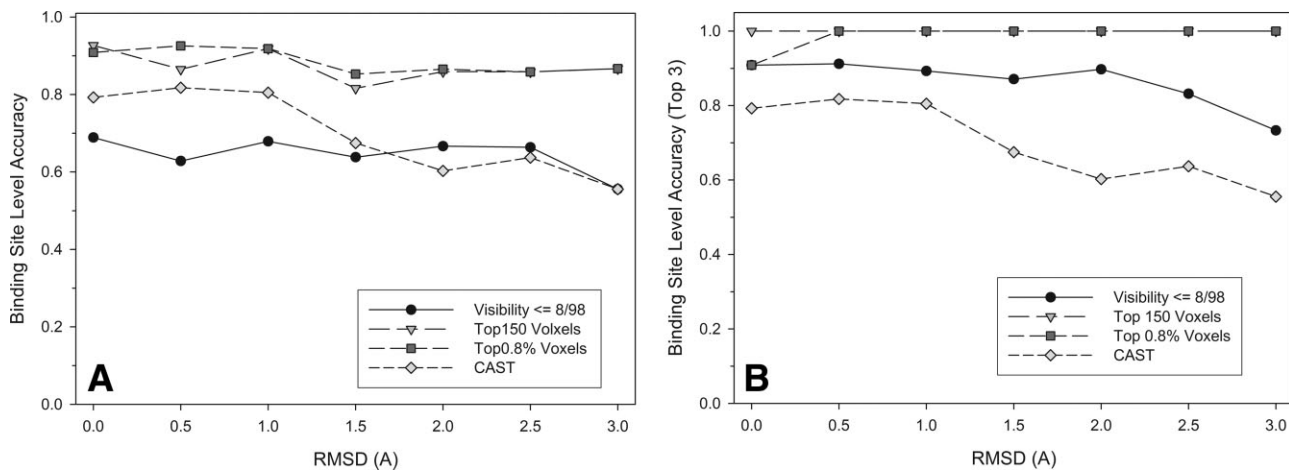 Binding Site Level Accuracy
1.0
0.8
0.6
0.4
0.2
0.0
Visibility <= 8/98
Top150 Volxels
Top0.8% Voxels
CAST
A
0.0 0.5 1.0 1.5 2.0 2.5 3.0
RMSD (A)
Binding Site Level Accuracy (Top 3)
1.0
0.8
0.6
0.4
0.2
0.0
Visibility <= 8/98
Top 150 Voxels
Top 0.8% Voxels
CAST
B
0.0 0.5 1.0 1.5 2.0 2.5 3.0
RMSD (A)